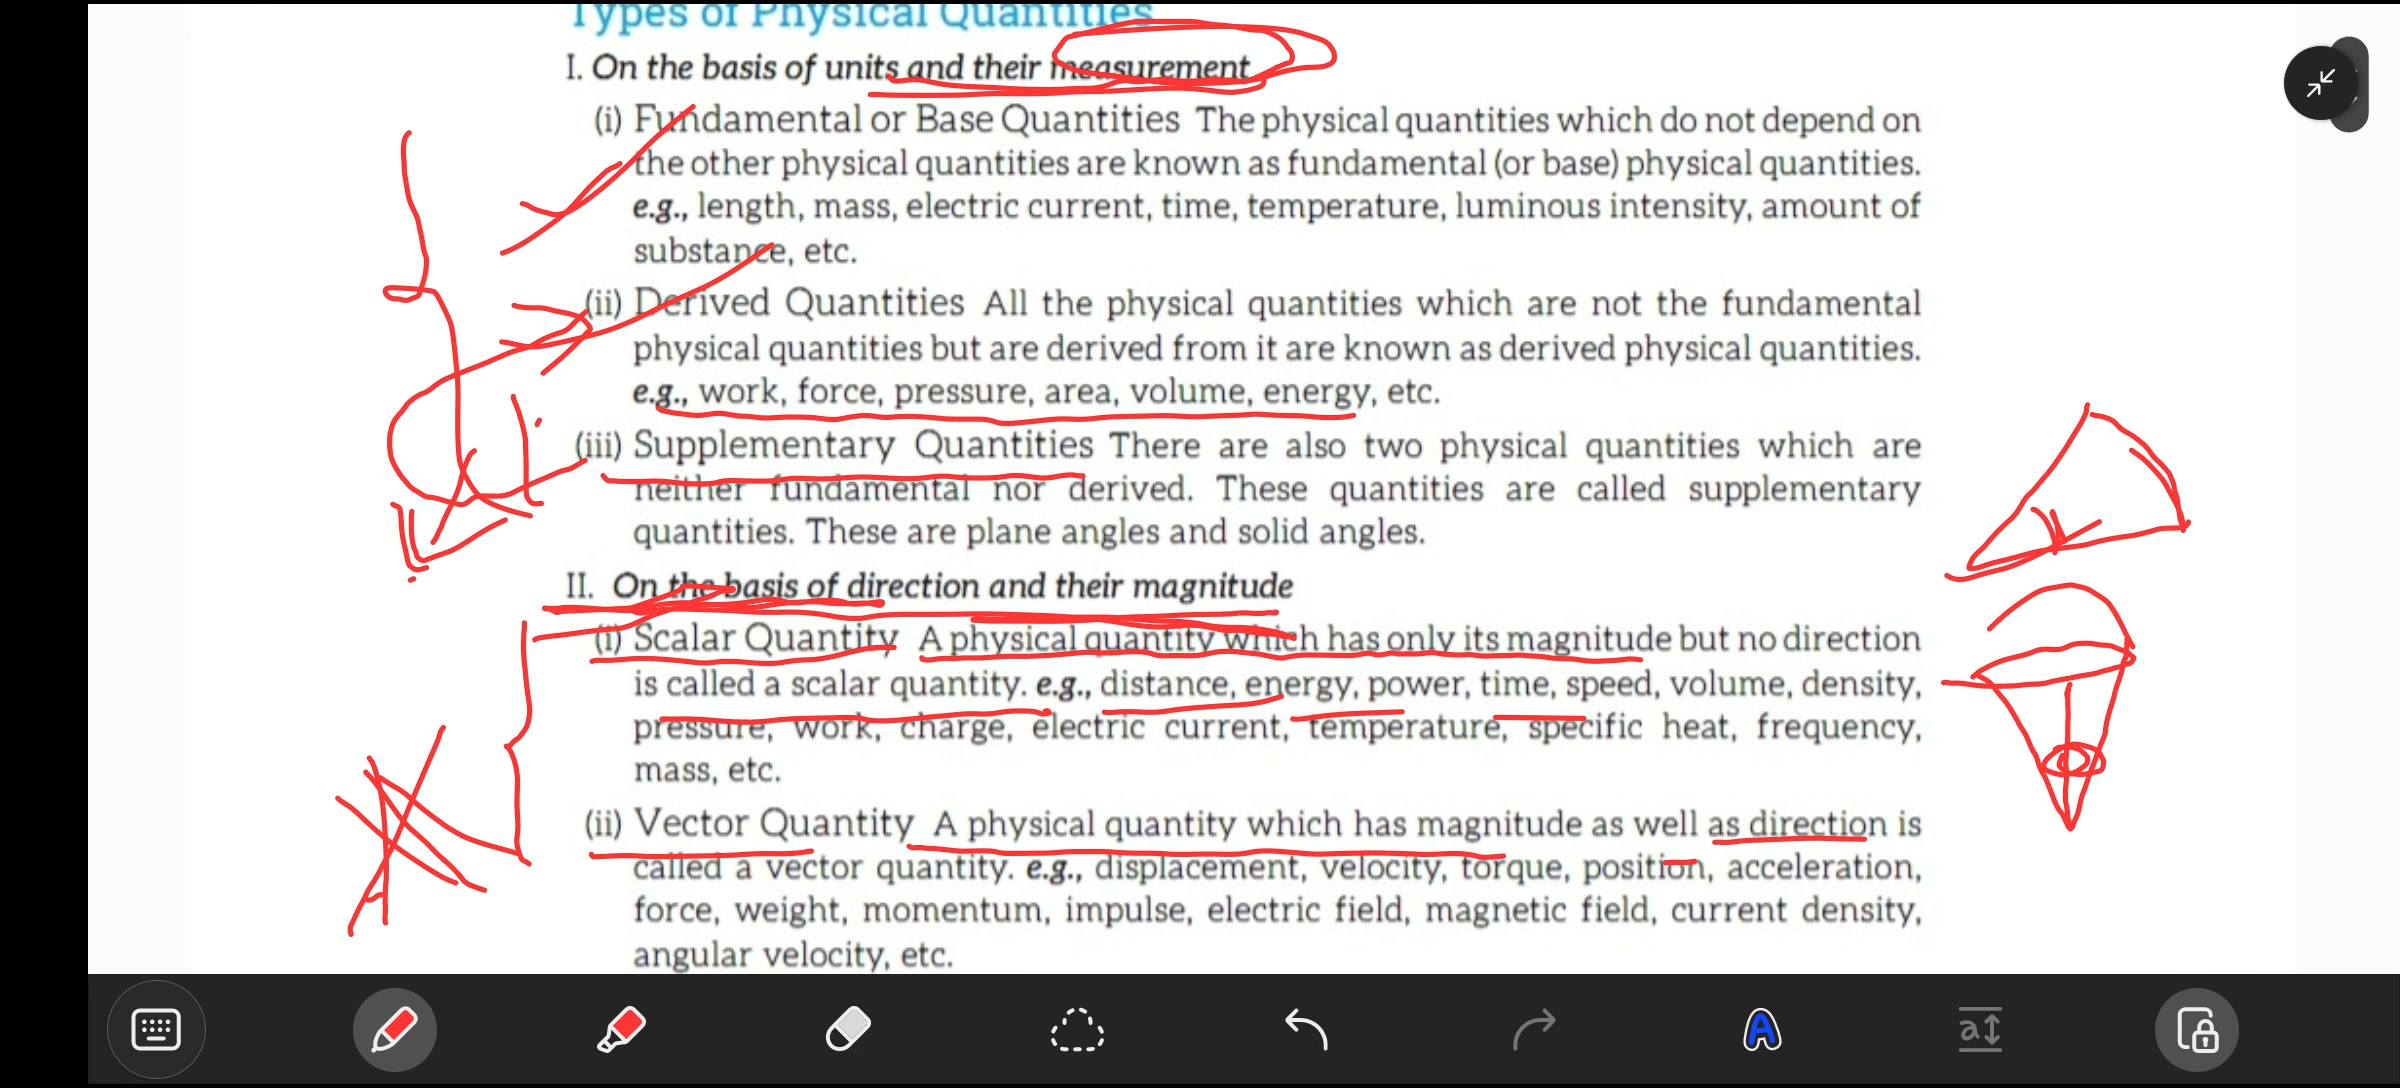 Types of Physical Quantities
I. On the basis of units and their measurement
(i) Fundamental or Base Quantities The physical quantities which do not depend on
the other physical quantities are known as fundamental (or base) physical quantities.
e.g., length, mass, electric current, time, temperature, luminous intensity, amount of
substance, etc.
(ii) Derived Quantities All the physical quantities which are not the fundamental
physical quantities but are derived from it are known as derived physical quantities.
e.g., work, force, pressure, area, volume, energy, etc.
(iii) Supplementary Quantities There are also two physical quantities which are
neither fundamental nor derived. These quantities are called supplementary
quantities. These are plane angles and solid angles.
II. On the basis of direction and their magnitude
(i) Scalar Quantity A physical quantity which has only its magnitude but no direction
is called a scalar quantity. e.g., distance, energy, power, time, speed, volume, density,
pressure, work, charge, electric current, temperature, specific heat, frequency,
mass, etc.
(ii) Vector Quantity A physical quantity which has magnitude as well as direction is
called a vector quantity. e.g., displacement, velocity, torque, position, acceleration,
force, weight, momentum, impulse, electric field, magnetic field, current density,
angular velocity, etc.
A
a